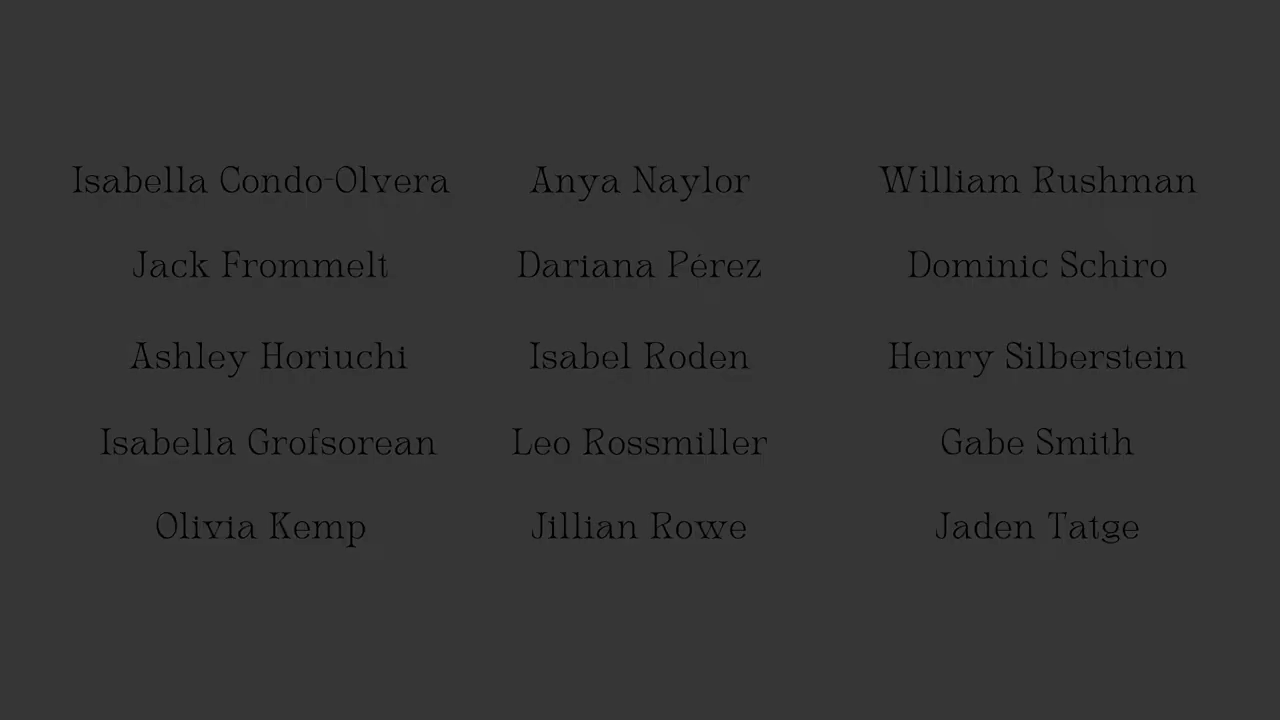 Isabella Condo-Olvera
Jack Frommelt
Ashley Horiuchi
Isabella Grofsorean
Olivia Kemp
Anya Naylor
Dariana Pérez
Isabel Roden
Leo Rossmiller
Jillian Rowe
William Rushman
Dominic Schiro
Henry Silberstein
Gabe Smith
Jaden Tatge